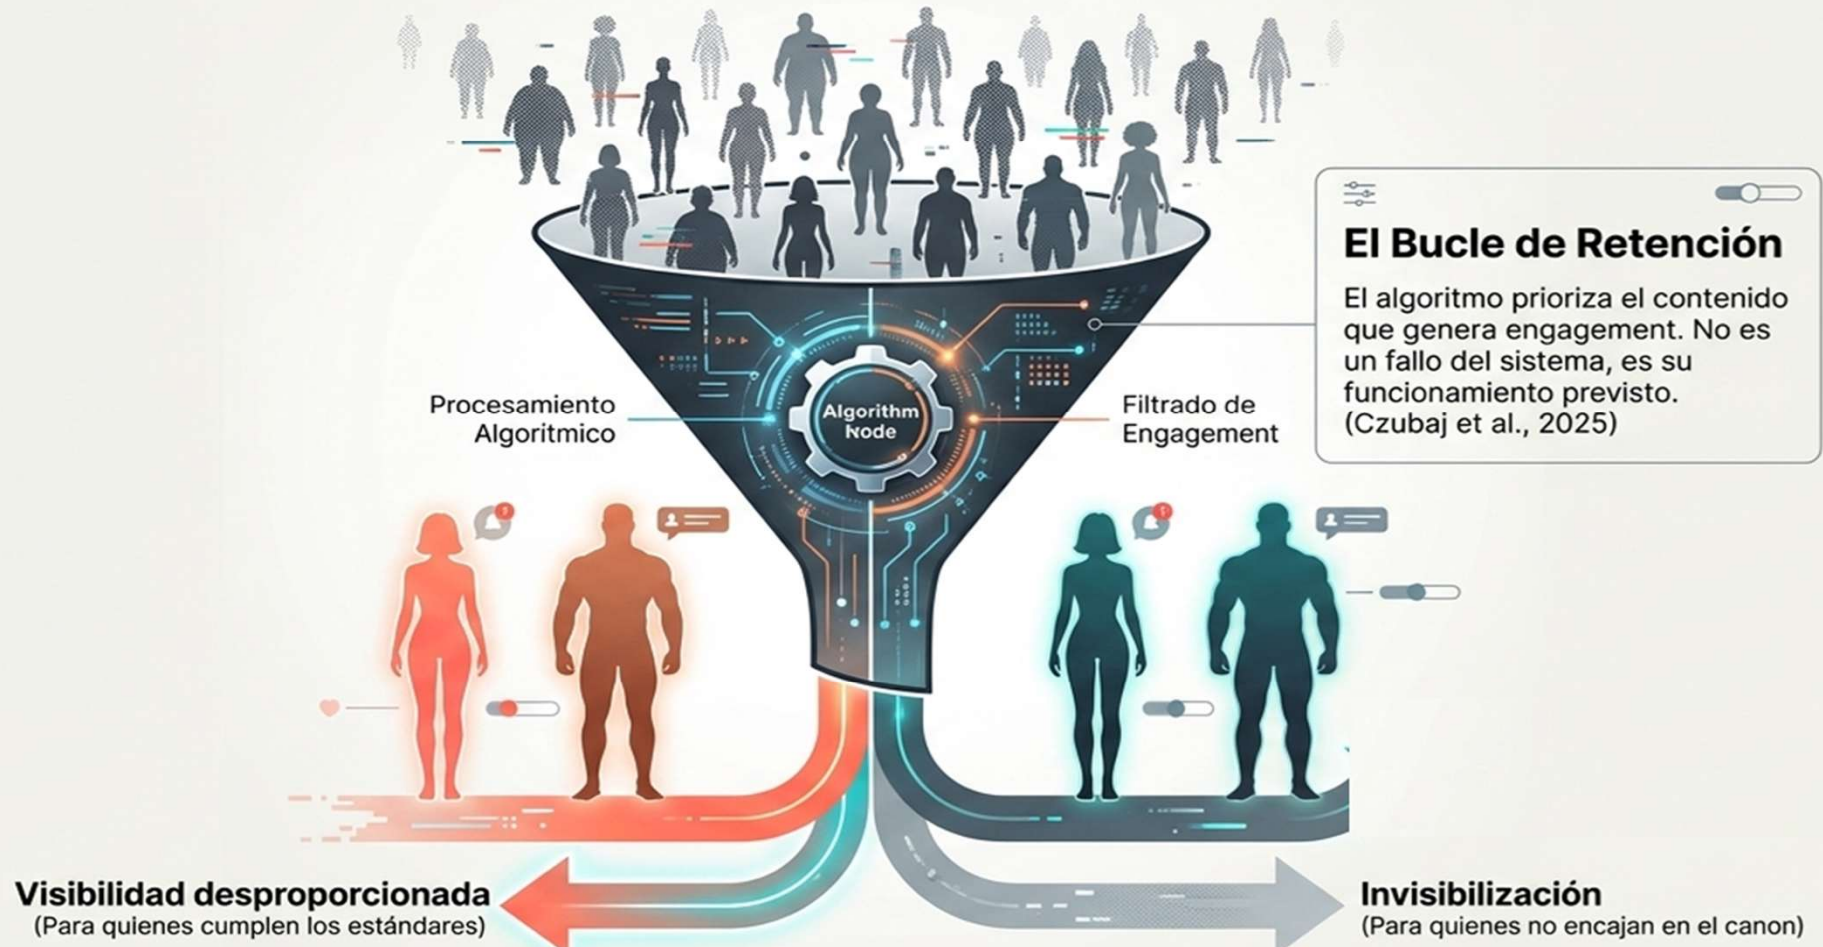 El Bucle de Retención
El algoritmo prioriza el contenido
que genera engagement. No es
un fallo del sistema, es su
funcionamiento previsto.
(Czubaj et al., 2025)
Procesamiento
Algoritmico
Algorithm
Node
Filtrado de
Engagement
Visibilidad desproporcionada
(Para quienes cumplen los estándares)
Invisibilización
(Para quienes no encajan en el canon)